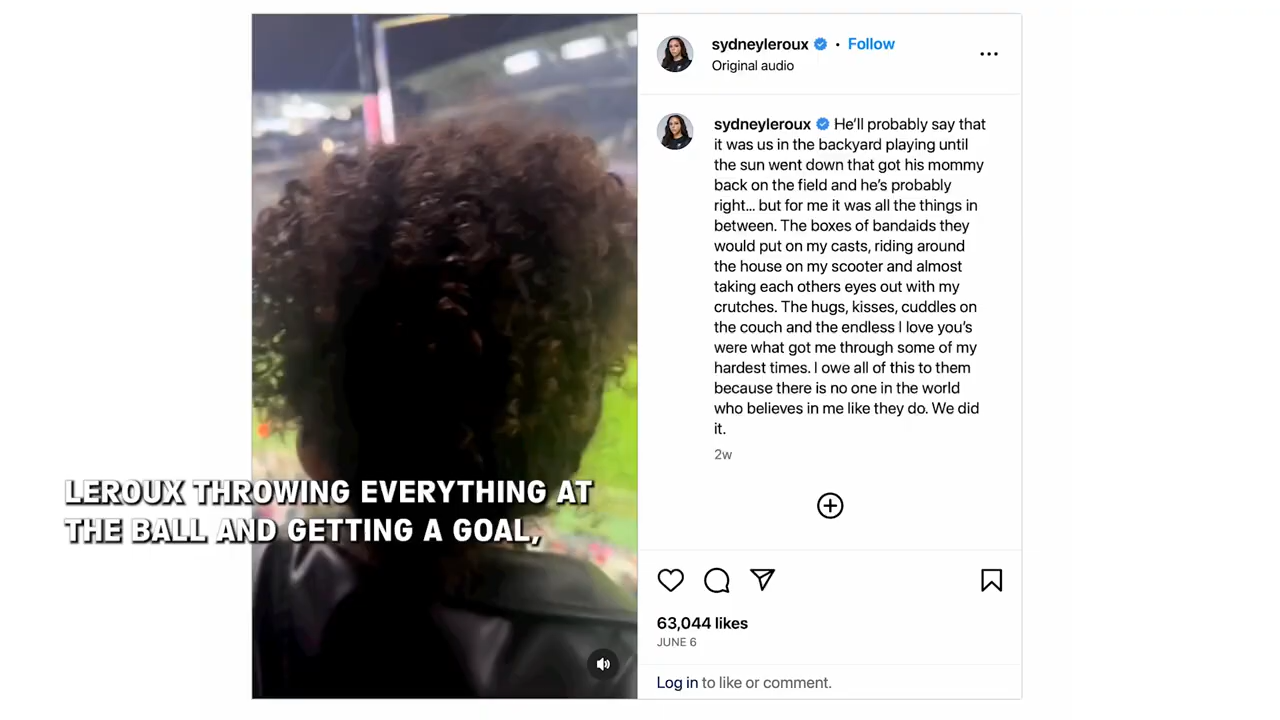 sydneyleroux • Follow
Original audio
sydneyleroux He'll probably say that
it was us in the backyard playing until
the sun went down that got his mommy
back on the field and he's probably
right... but for me it was all the things in
between. The boxes of bandaids they
would put on my casts, riding around
the house on my scooter and almost
taking each others eyes out with my
crutches. The hugs, kisses, cuddles on
the couch and the endless I love you's
were what got me through some of my
hardest times. I owe all of this to them
because there is no one in the world
who believes in me like they do. We did
it.
2w
LEROUX THROWING EVERYTHING AT
THE BALL AND GETTING A GOAL,
63,044 likes
JUNE 6
Log in to like or comment.